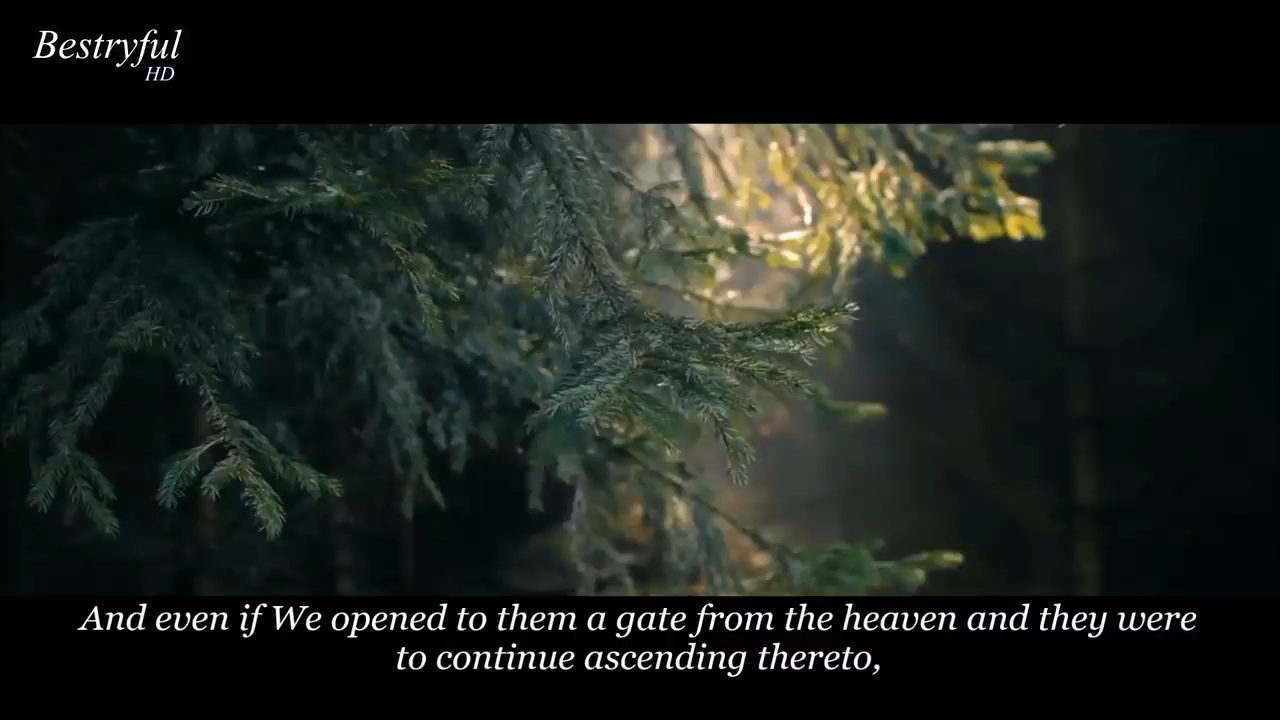 Bestryful
HD
And even if We opened to them a gate from the heaven and they were
to continue ascending thereto,